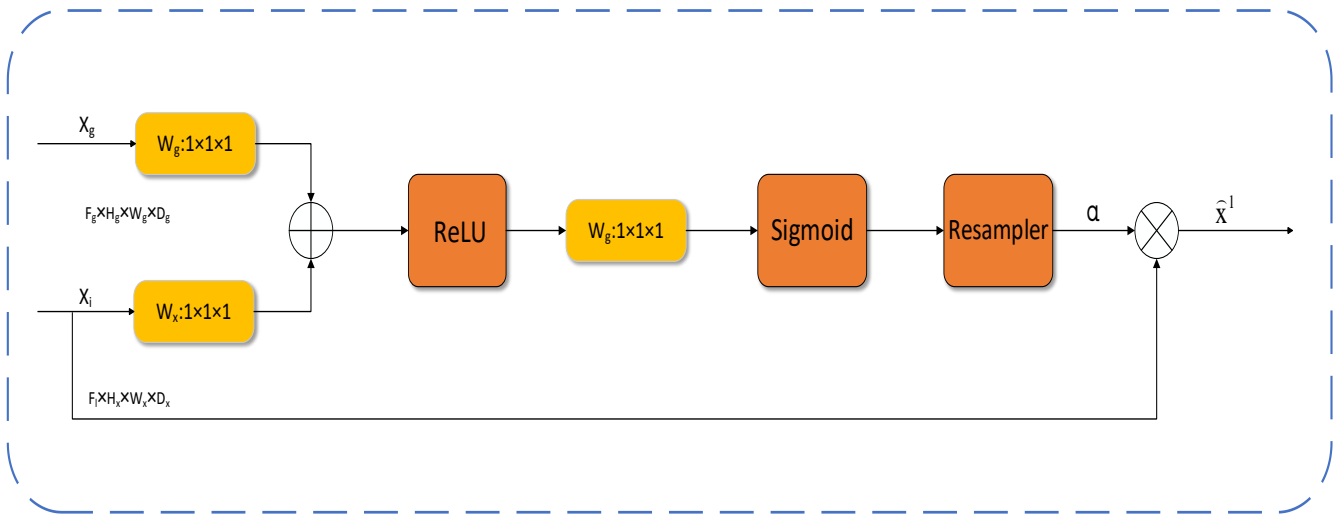 Xg
Wg:1×1×1
Fg×Hg×Wg×Dg
ReLU
Wg:1×1×1
Sigmoid
Resampler
α
x̂¹
Xi
Wx:1×1×1
Fl×Hx×Wx×Dx